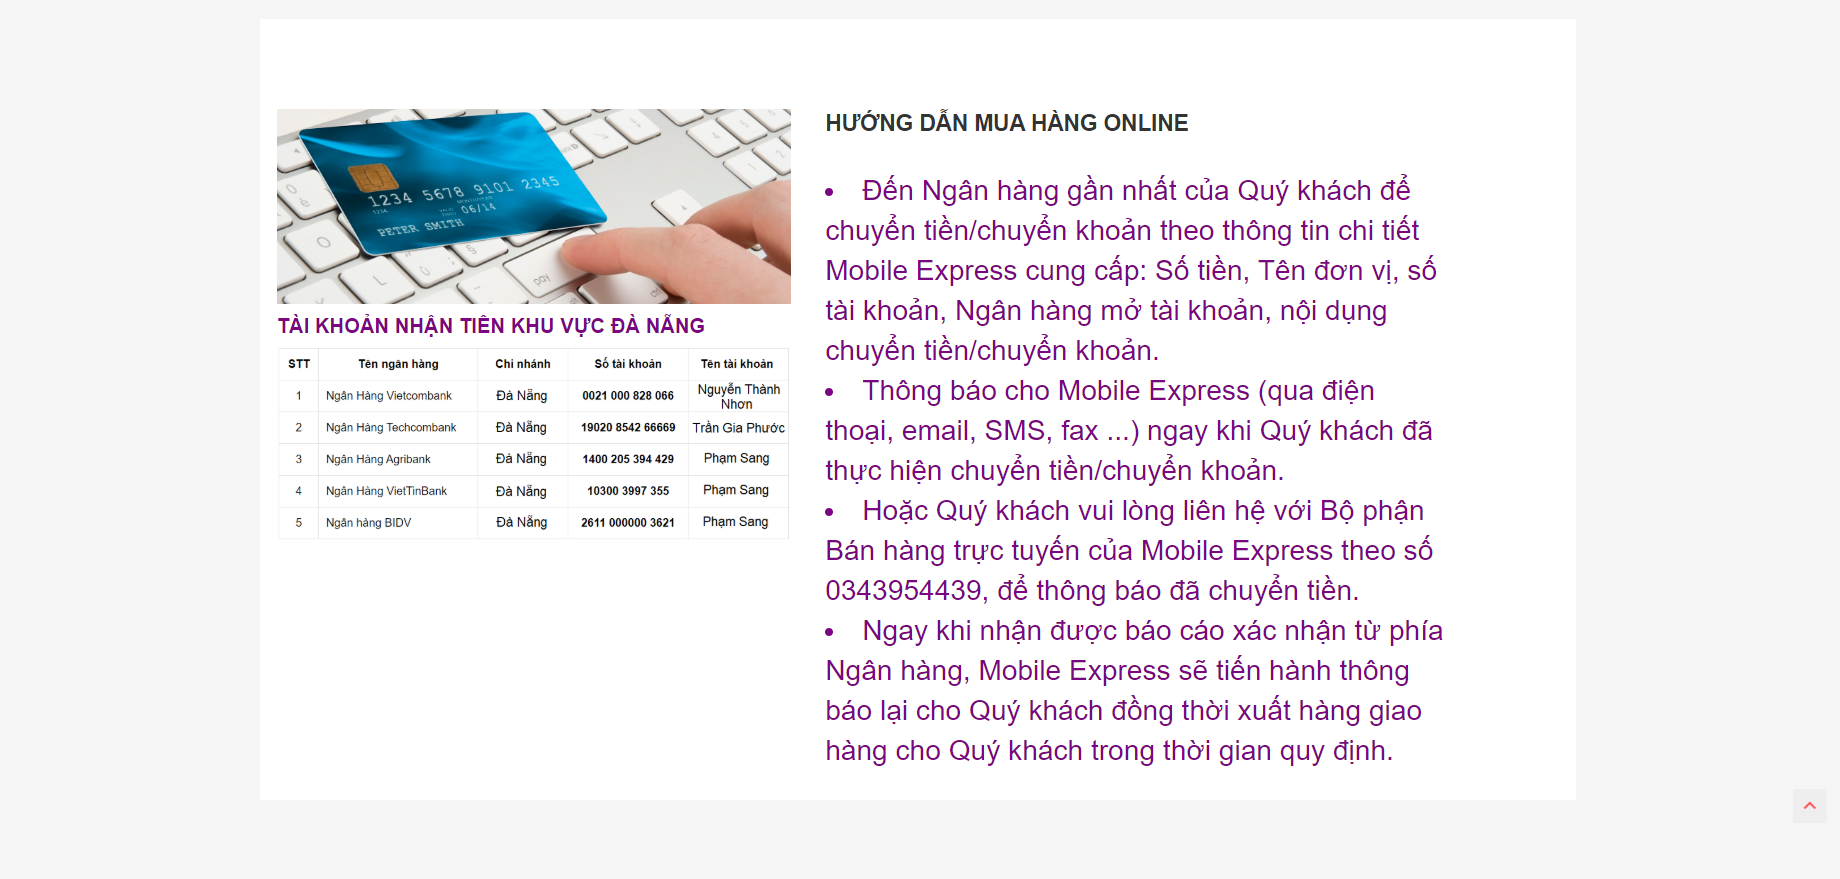 1234 5678 9101 2345
1234
06/14
PETER SMITH
pay
ctrl
TÀI KHOẢN NHẬN TIỀN KHU VỰC ĐÀ NẴNG
STT Tên ngân hàng Chi nhánh Số tài khoản Tên tài khoản
1 Ngân Hàng Vietcombank Đà Nẵng 0021 000 828 066 Nguyễn Thành Nhơn
2 Ngân Hàng Techcombank Đà Nẵng 19020 8542 66669 Trần Gia Phước
3 Ngân Hàng Agribank Đà Nẵng 1400 205 394 429 Phạm Sang
4 Ngân Hàng VietTinBank Đà Nẵng 10300 3997 355 Phạm Sang
5 Ngân hàng BIDV Đà Nẵng 2611 000000 3621 Phạm Sang
HƯỚNG DẪN MUA HÀNG ONLINE
• Đến Ngân hàng gần nhất của Quý khách để
chuyển tiền/chuyển khoản theo thông tin chi tiết
Mobile Express cung cấp: Số tiền, Tên đơn vị, số
tài khoản, Ngân hàng mở tài khoản, nội dụng
chuyển tiền/chuyển khoản.
• Thông báo cho Mobile Express (qua điện
thoại, email, SMS, fax ...) ngay khi Quý khách đã
thực hiện chuyển tiền/chuyển khoản.
• Hoặc Quý khách vui lòng liên hệ với Bộ phận
Bán hàng trực tuyến của Mobile Express theo số
0343954439, để thông báo đã chuyển tiền.
• Ngay khi nhận được báo cáo xác nhận từ phía
Ngân hàng, Mobile Express sẽ tiến hành thông
báo lại cho Quý khách đồng thời xuất hàng giao
hàng cho Quý khách trong thời gian quy định.